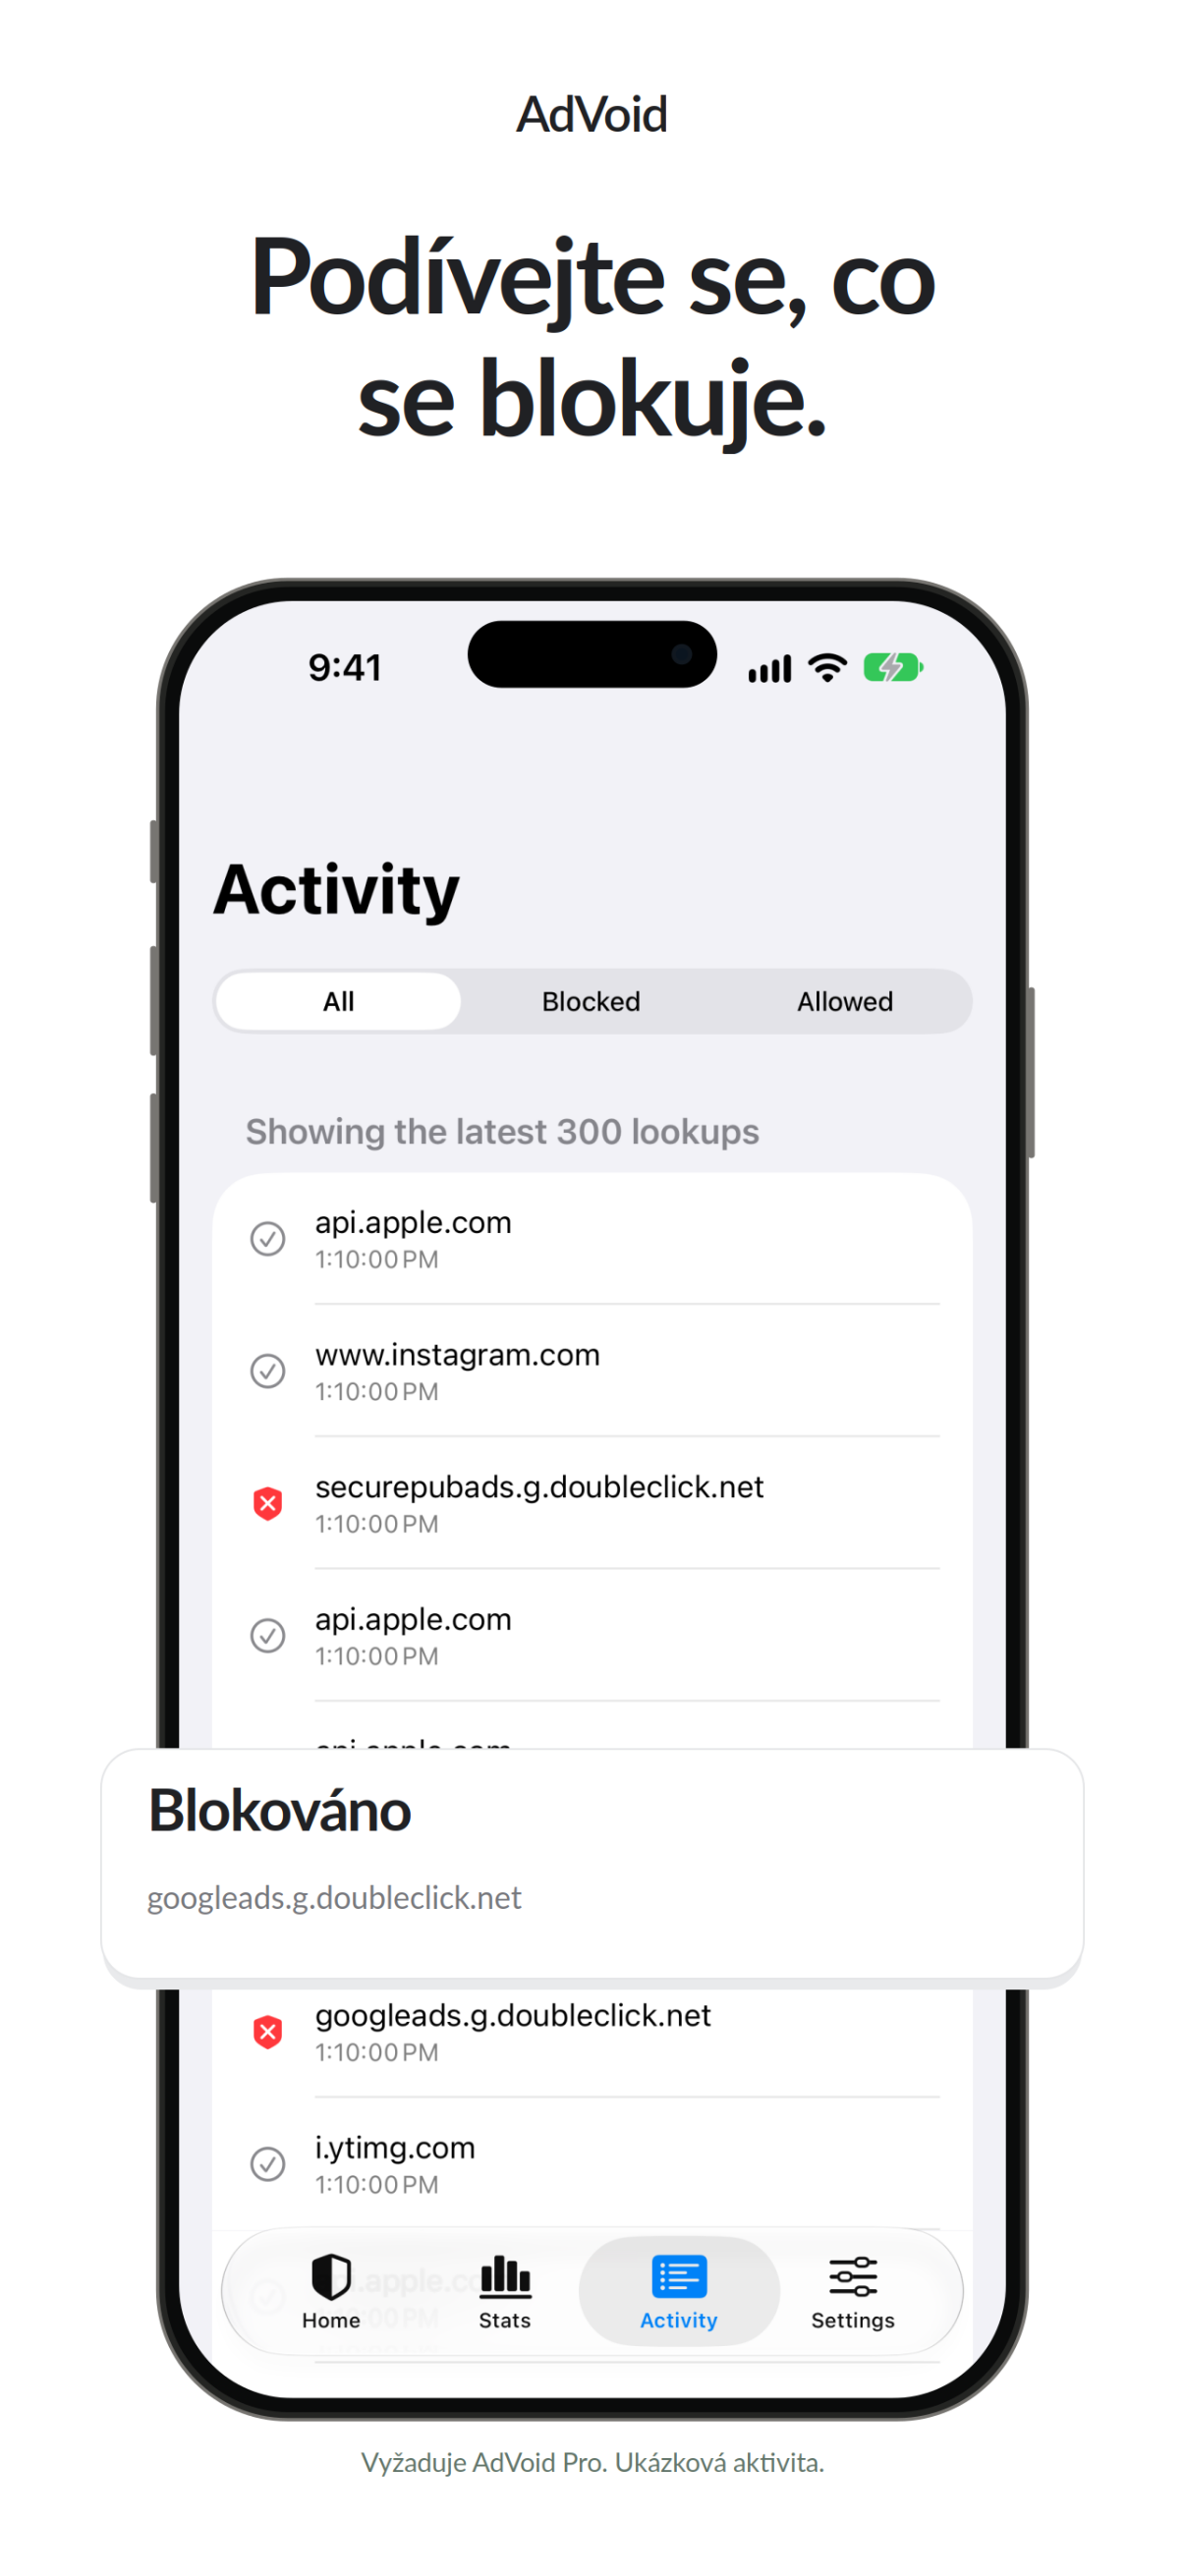 AdVoid
Podívejte se, co
se blokuje.
9:41
Activity
All Blocked Allowed
Showing the latest 300 lookups
api.apple.com
1:10:00 PM
www.instagram.com
1:10:00 PM
securepubads.g.doubleclick.net
1:10:00 PM
api.apple.com
1:10:00 PM
Blokováno
googleads.g.doubleclick.net
googleads.g.doubleclick.net
1:10:00 PM
i.ytimg.com
1:10:00 PM
Home Stats Activity Settings
Vyžaduje AdVoid Pro. Ukázková aktivita.